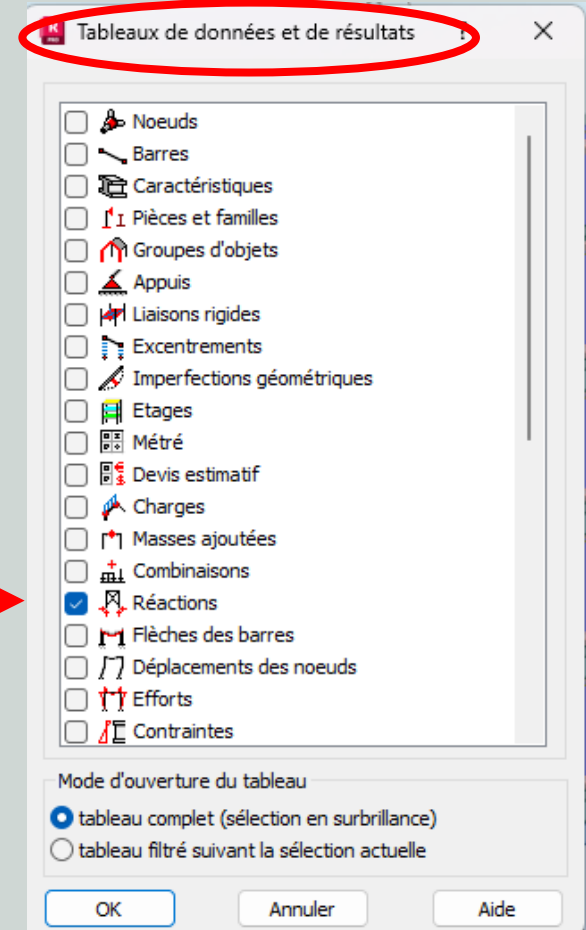 Tableaux de données et de résultats ?
Noeuds
Barres
Caractéristiques
Pièces et familles
Groupes d'objets
Appuis
Liaisons rigides
Excentrements
Imperfections géométriques
Etages
Métré
Devis estimatif
Charges
Masses ajoutées
Combinaisons
Réactions
Flèches des barres
Déplacements des noeuds
Efforts
Contraintes
Mode d'ouverture du tableau
tableau complet (sélection en surbrillance)
tableau filtré suivant la sélection actuelle
OK Annuler Aide